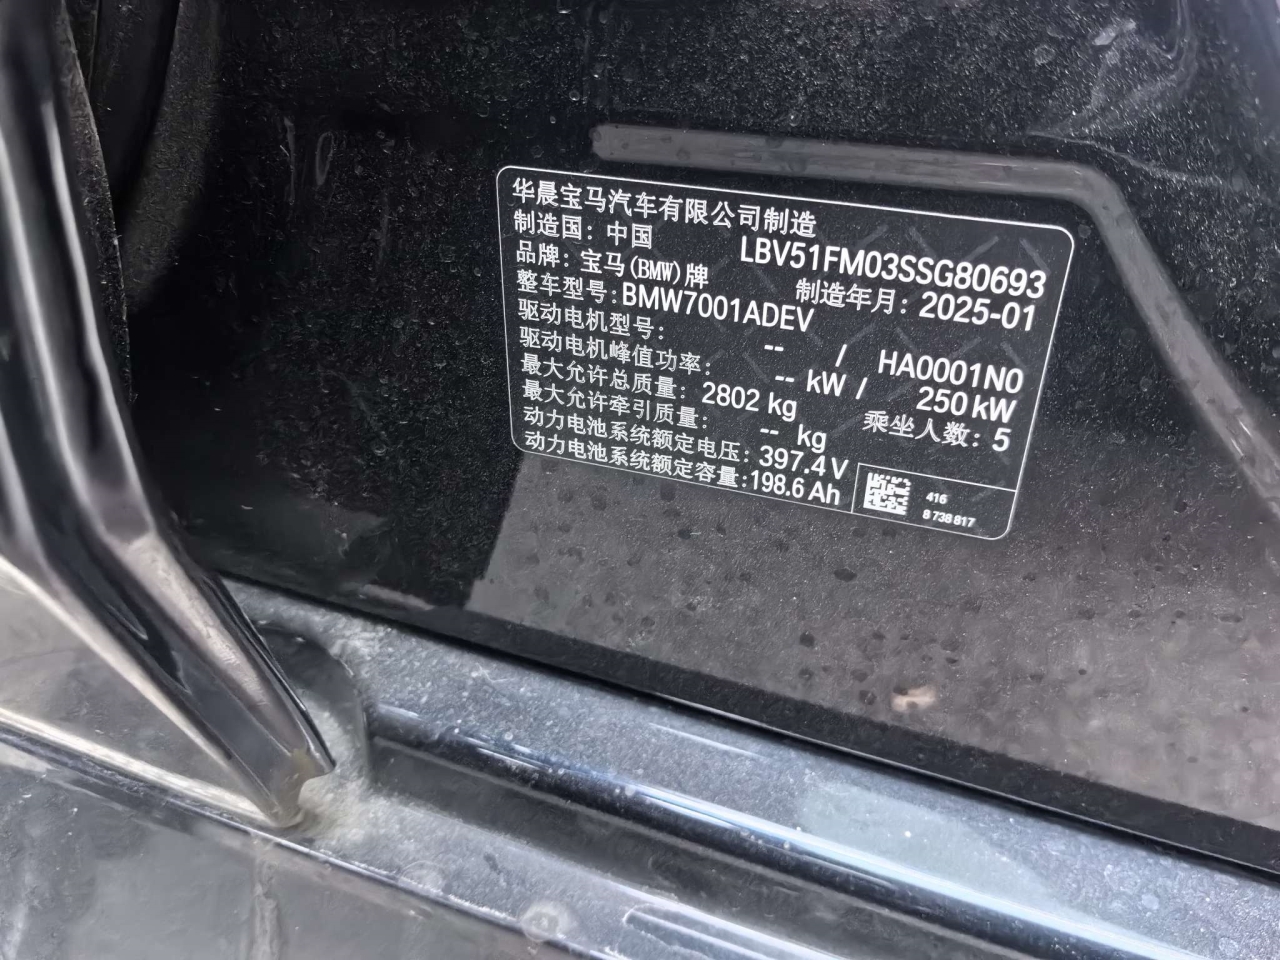 华晨宝马汽车有限公司制造
制造国：中国 LBV51FM03SSG80693
品牌：宝马(BMW)牌 制造年月：2025-01
整车型号：BMW7001ADEV
驱动电机型号： -- / HA0001N0
驱动电机峰值功率： -- kW / 250 kW
最大允许总质量：2802 kg 乘坐人数：5
最大允许牵引质量： -- kg
动力电池系统额定电压：397.4 V
动力电池系统额定容量：198.6 Ah
416
8 738 817